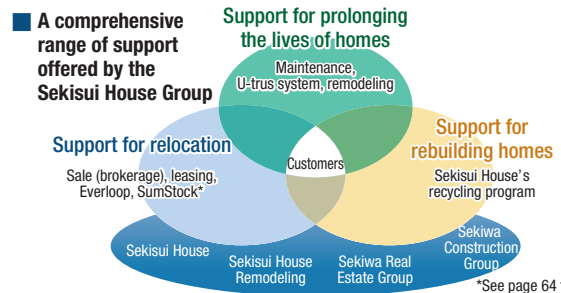 ■ A comprehensive
range of support
offered by the
Sekisui House Group
Support for prolonging
the lives of homes
Maintenance,
U-trus system, remodeling
Support for relocation
Sale (brokerage), leasing,
Everloop, SumStock*
Customers
Support for
rebuilding homes
Sekisui House's
recycling program
Sekisui House
Sekisui House
Remodeling
Sekiwa Real
Estate Group
Sekiwa
Construction
Group
*See page 64